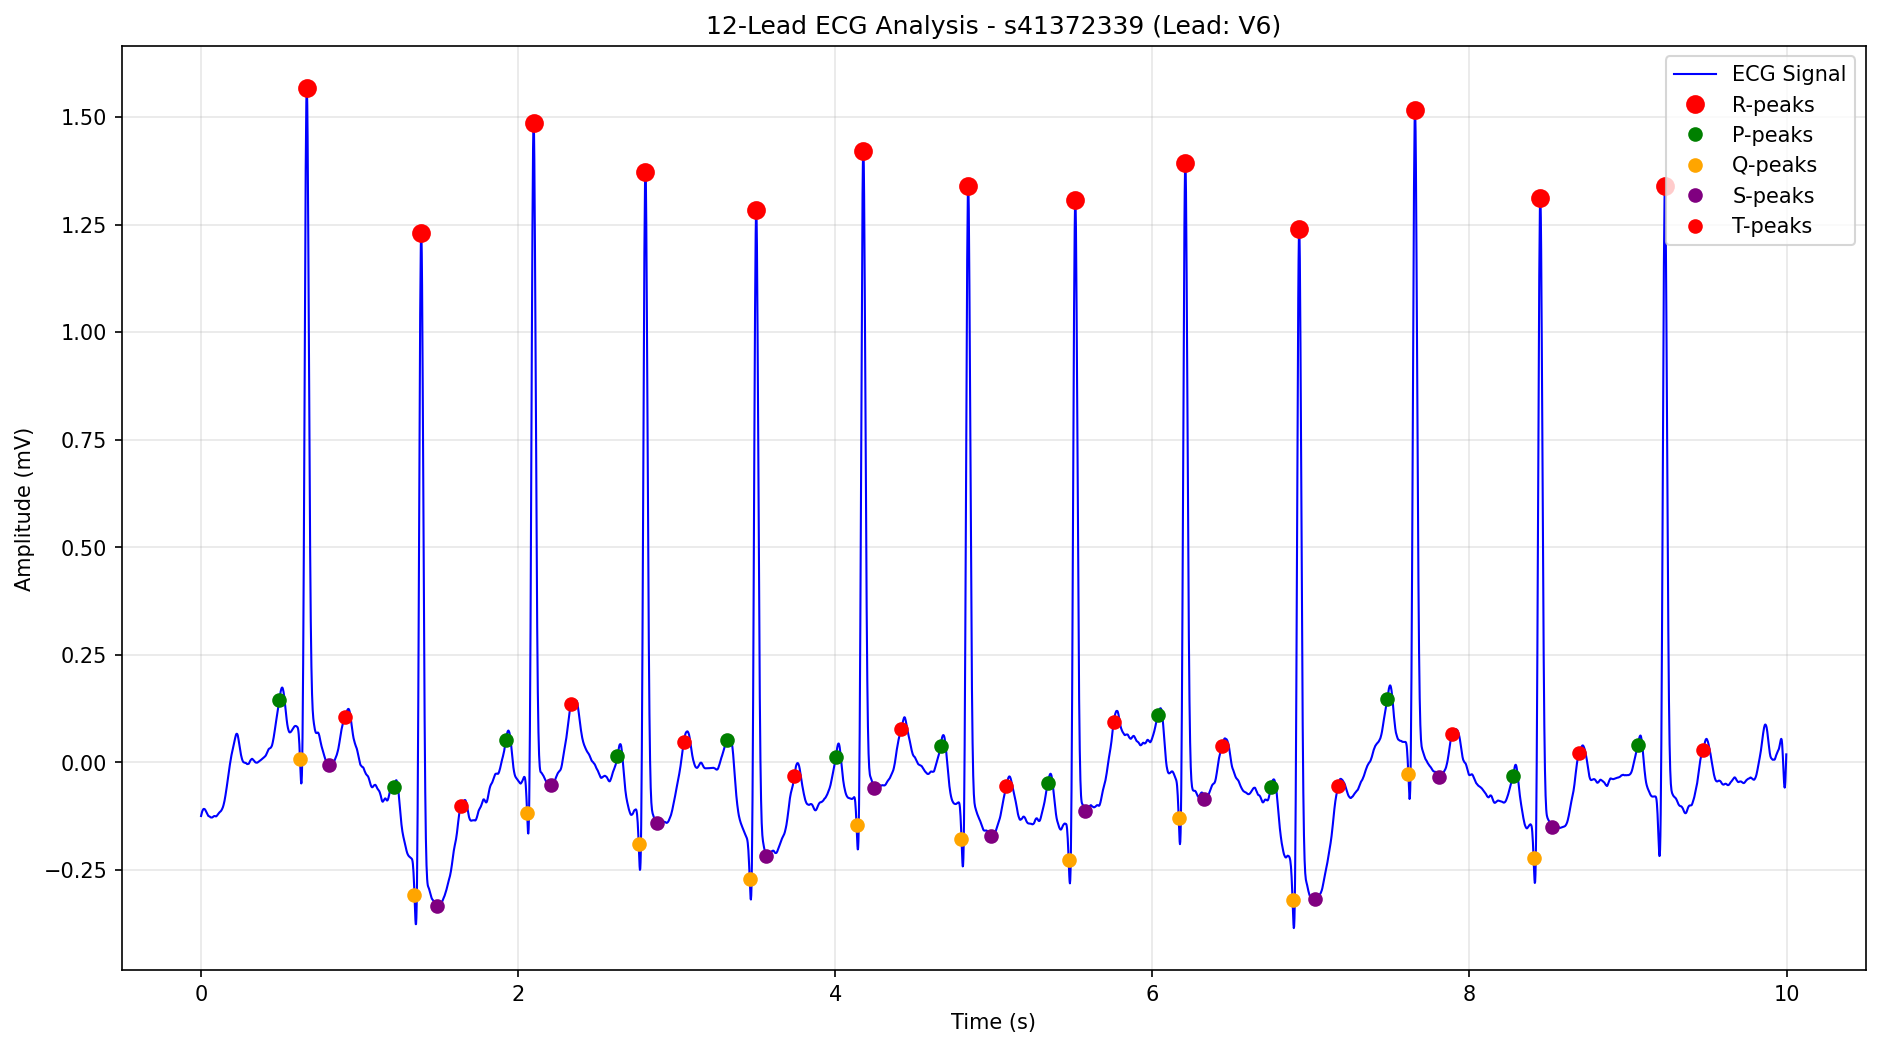 12-Lead ECG Analysis - s41372339 (Lead: V6)
ECG Signal
R-peaks
P-peaks
Q-peaks
S-peaks
T-peaks
1.50
1.25
1.00
0.75
0.50
0.25
0.00
−0.25
Amplitude (mV)
0 2 4 6 8 10
Time (s)